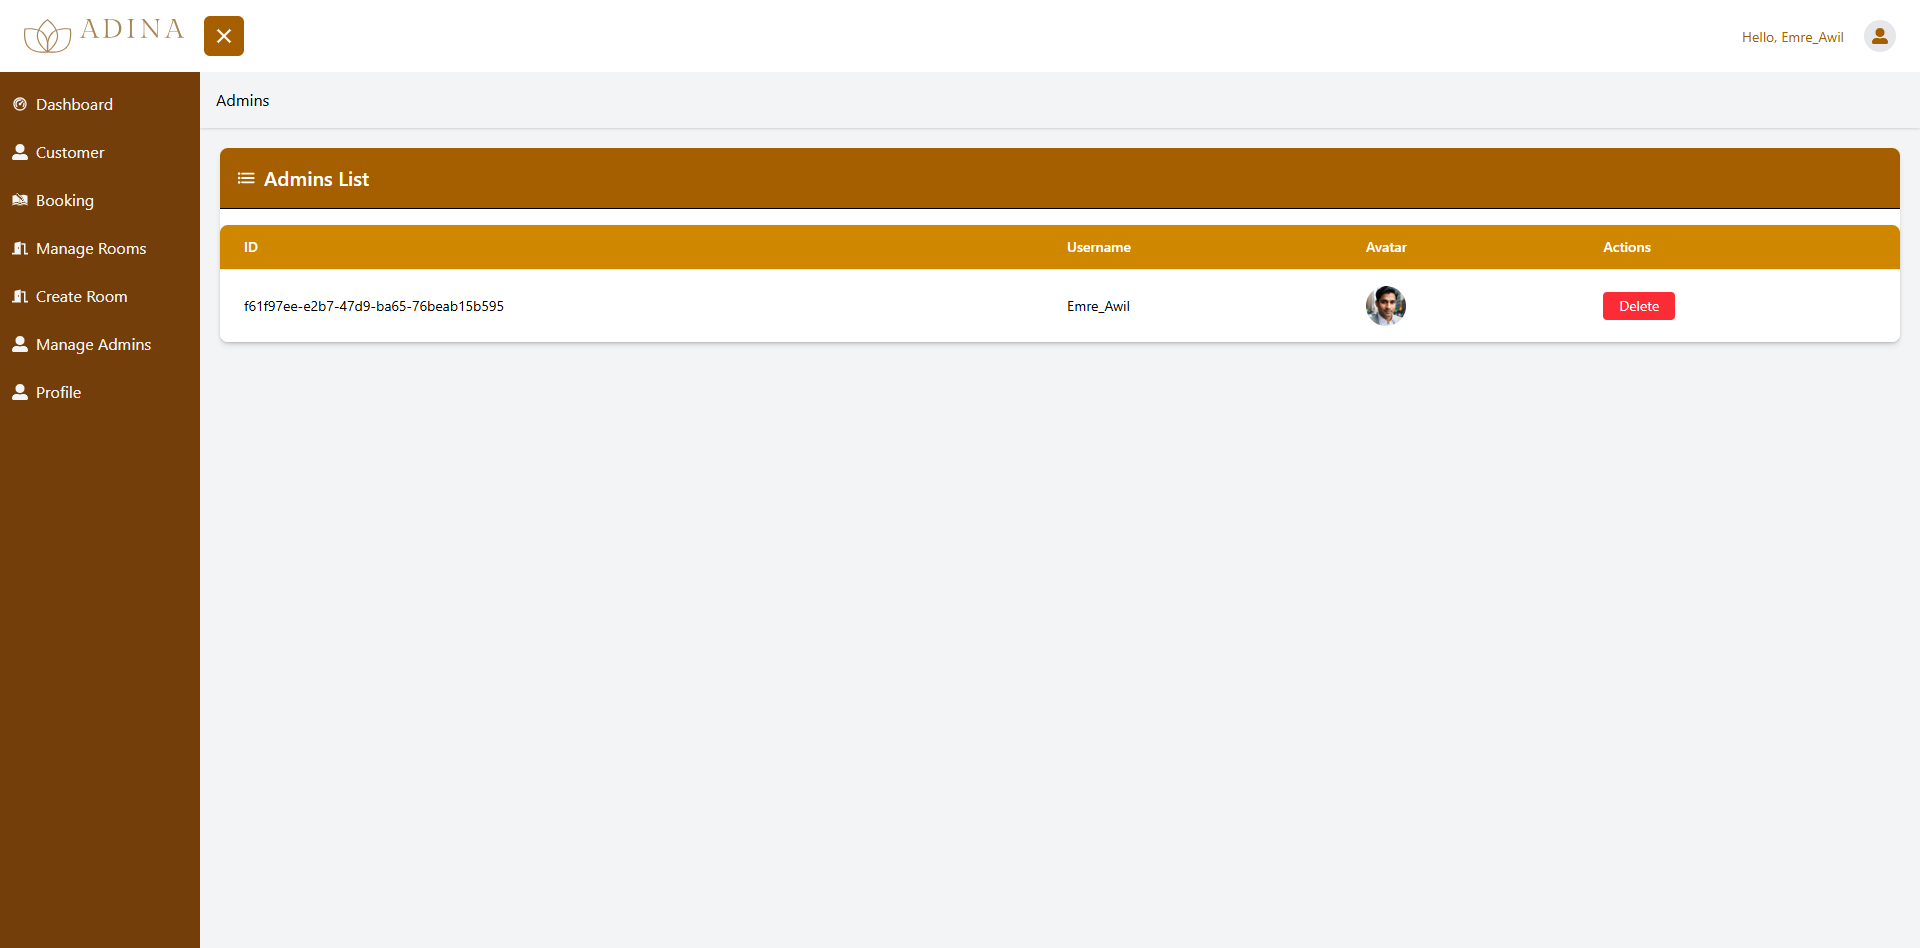 ADINA
Hello, Emre_Awil
Dashboard
Customer
Booking
Manage Rooms
Create Room
Manage Admins
Profile
Admins
Admins List
ID Username Avatar Actions
f61f97ee-e2b7-47d9-ba65-76beab15b595 Emre_Awil Delete